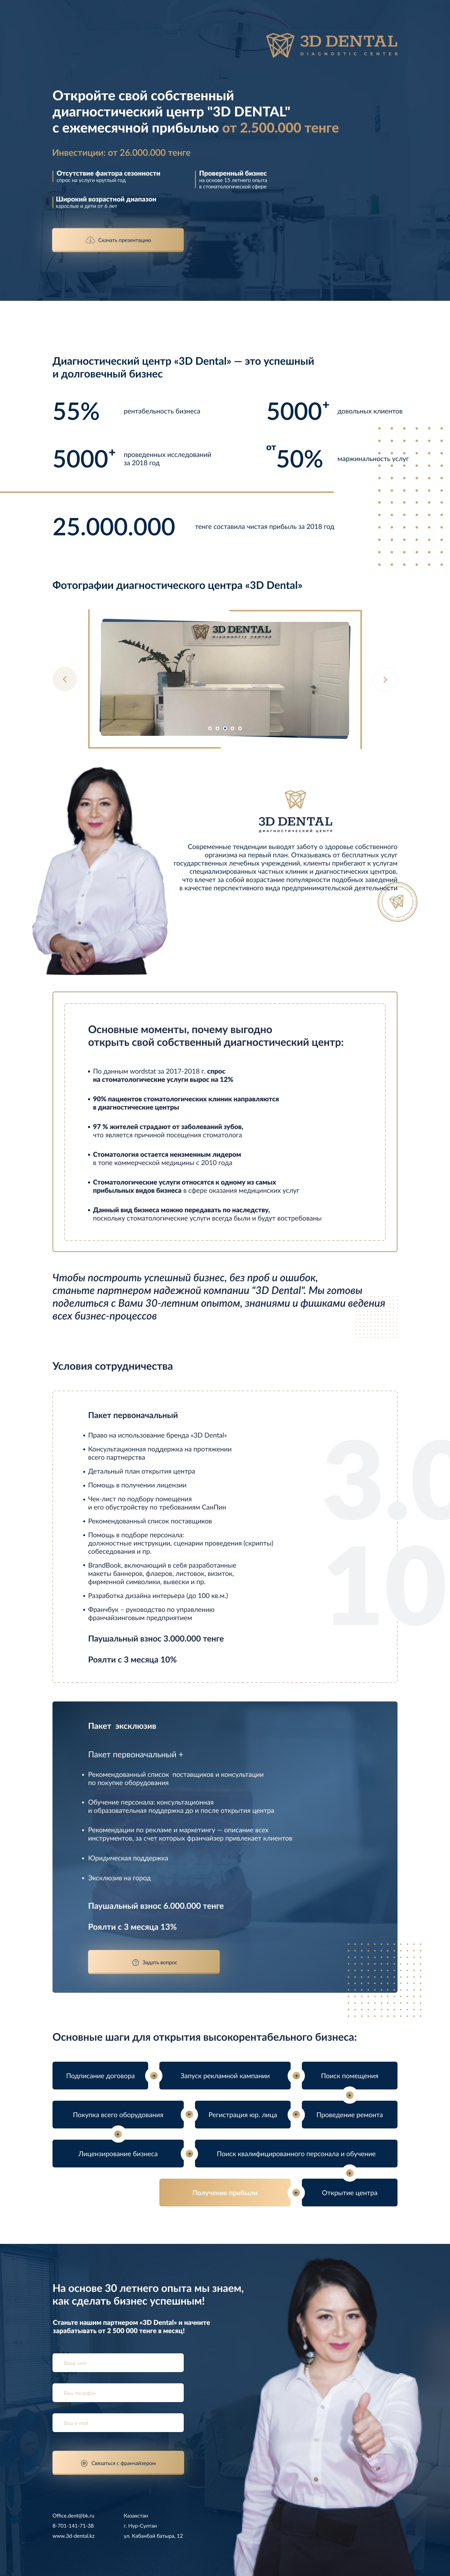 3D DENTAL
DIAGNOSTIC CENTER
Откройте свой собственный
диагностический центр "3D DENTAL"
с ежемесячной прибылью от 2.500.000 тенге
Инвестиции: от 26.000.000 тенге
Отсутствие фактора сезонности
спрос на услуги круглый год
Проверенный бизнес
на основе 15 летнего опыта
в стоматологической сфере
Широкий возрастной диапазон
взрослые и дети от 6 лет
Скачать презентацию
Диагностический центр «3D Dental» — это успешный
и долговечный бизнес
55% рентабельность бизнеса
5000+ довольных клиентов
5000+ проведенных исследований
за 2018 год
от 50% маржинальность услуг
25.000.000 тенге составила чистая прибыль за 2018 год
Фотографии диагностического центра «3D Dental»
3D DENTAL
3D DENTAL
ДИАГНОСТИЧЕСКИЙ ЦЕНТР
Современные тенденции выводят заботу о здоровье собственного
организма на первый план. Отказываясь от бесплатных услуг
государственных лечебных учреждений, клиенты прибегают к услугам
специализированных частных клиник и диагностических центров,
что влечет за собой возрастание популярности подобных заведений
в качестве перспективного вида предпринимательской деятельности
Основные моменты, почему выгодно
открыть свой собственный диагностический центр:
• По данным wordstat за 2017-2018 г. спрос
на стоматологические услуги вырос на 12%
• 90% пациентов стоматологических клиник направляются
в диагностические центры
• 97 % жителей страдают от заболеваний зубов,
что является причиной посещения стоматолога
• Стоматология остается неизменным лидером
в топе коммерческой медицины с 2010 года
• Стоматологические услуги относятся к одному из самых
прибыльных видов бизнеса в сфере оказания медицинских услуг
• Данный вид бизнеса можно передавать по наследству,
поскольку стоматологические услуги всегда были и будут востребованы
Чтобы построить успешный бизнес, без проб и ошибок,
станьте партнером надежной компании "3D Dental". Мы готовы
поделиться с Вами 30-летним опытом, знаниями и фишками ведения
всех бизнес-процессов
Условия сотрудничества
Пакет первоначальный
• Право на использование бренда «3D Dental»
• Консультационная поддержка на протяжении
всего партнерства
• Детальный план открытия центра
• Помощь в получении лицензии
• Чек-лист по подбору помещения
и его обустройству по требованиям СанПин
• Рекомендованный список поставщиков
• Помощь в подборе персонала:
должностные инструкции, сценарии проведения (скрипты)
собеседования и пр.
• BrandBook, включающий в себя разработанные
макеты баннеров, флаеров, листовок, визиток,
фирменной символики, вывески и пр.
• Разработка дизайна интерьера (до 100 кв.м.)
• Франчбук – руководство по управлению
франчайзинговым предприятием
Паушальный взнос 3.000.000 тенге
Роялти с 3 месяца 10%
3.0
10
Пакет эксклюзив
Пакет первоначальный +
• Рекомендованный список поставщиков и консультации
по покупке оборудования
• Обучение персонала: консультационная
и образовательная поддержка до и после открытия центра
• Рекомендации по рекламе и маркетингу — описание всех
инструментов, за счет которых франчайзер привлекает клиентов
• Юридическая поддержка
• Эксклюзив на город
Паушальный взнос 6.000.000 тенге
Роялти с 3 месяца 13%
Задать вопрос
Основные шаги для открытия высокорентабельного бизнеса:
Подписание договора
Запуск рекламной кампании
Поиск помещения
Покупка всего оборудования
Регистрация юр. лица
Проведение ремонта
Лицензирование бизнеса
Поиск квалифицированного персонала и обучение
Получение прибыли
Открытие центра
На основе 30 летнего опыта мы знаем,
как сделать бизнес успешным!
Станьте нашим партнером «3D Dental» и начните
зарабатывать от 2 500 000 тенге в месяц!
Ваше имя
Ваш телефон
Ваш e-mail
Связаться с франчайзером
Office.dent@bk.ru
8-701-141-71-38
www.3d-dental.kz
Казахстан
г. Нур-Султан
ул. Кабанбай батыра, 12